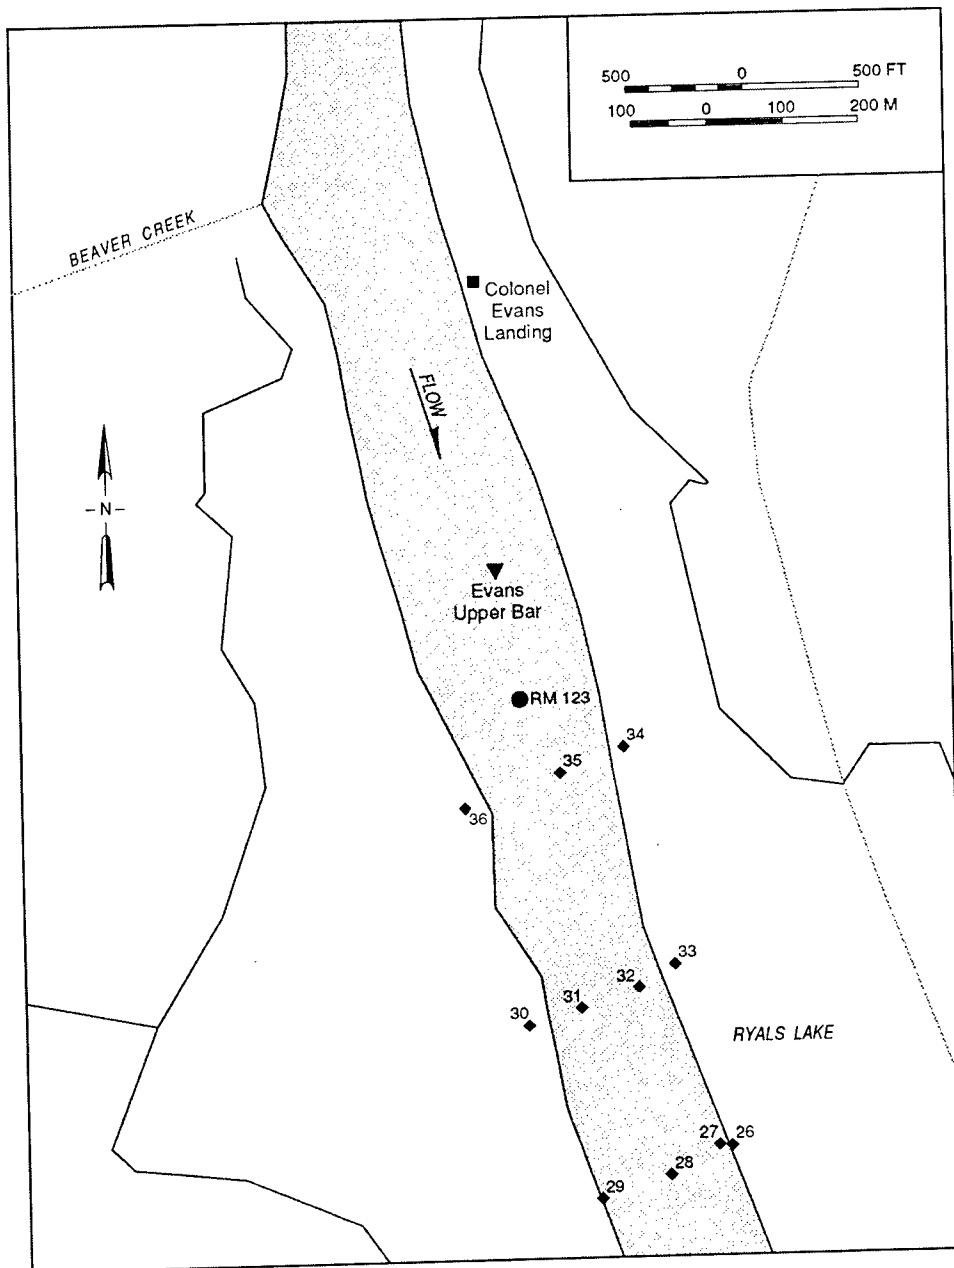 500 0 500 FT
100 0 100 200 M
BEAVER CREEK
Colonel
Evans
Landing
FLOW
-N-
Evans
Upper Bar
RM 123
34
35
36
33
32
31
30
RYALS LAKE
27 26
28
29